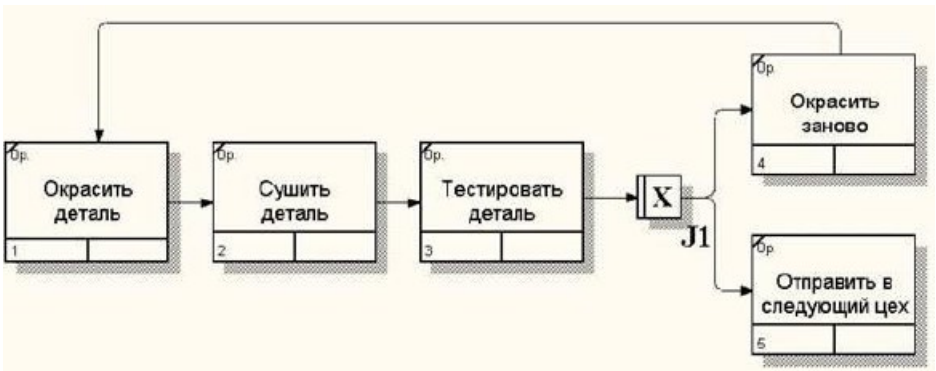 0р.
Окрасить
деталь
1
0р.
Сушить
деталь
2
0р.
Тестировать
деталь
3
X
J1
0р.
Окрасить
заново
4
0р.
Отправить в
следующий цех
5